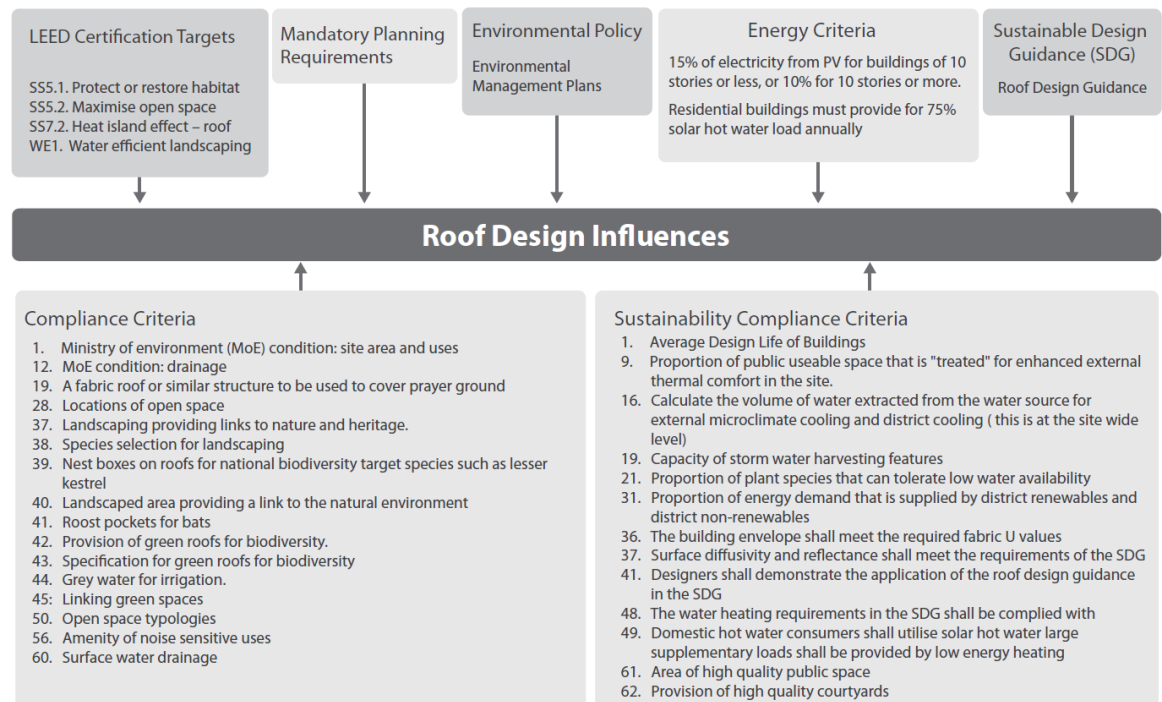 LEED Certification Targets
SS5.1. Protect or restore habitat
SS5.2. Maximise open space
SS7.2. Heat island effect – roof
WE1. Water efficient landscaping
Mandatory Planning
Requirements
Environmental Policy
Environmental
Management Plans
Energy Criteria
15% of electricity from PV for buildings of 10
stories or less, or 10% for 10 stories or more.
Residential buildings must provide for 75%
solar hot water load annually
Sustainable Design
Guidance (SDG)
Roof Design Guidance
Roof Design Influences
Compliance Criteria
1. Ministry of environment (MoE) condition: site area and uses
12. MoE condition: drainage
19. A fabric roof or similar structure to be used to cover prayer ground
28. Locations of open space
37. Landscaping providing links to nature and heritage.
38. Species selection for landscaping
39. Nest boxes on roofs for national biodiversity target species such as lesser
kestrel
40. Landscaped area providing a link to the natural environment
41. Roost pockets for bats
42. Provision of green roofs for biodiversity.
43. Specification for green roofs for biodiversity
44. Grey water for irrigation.
45: Linking green spaces
50. Open space typologies
56. Amenity of noise sensitive uses
60. Surface water drainage
Sustainability Compliance Criteria
1. Average Design Life of Buildings
9. Proportion of public useable space that is "treated" for enhanced external
thermal comfort in the site.
16. Calculate the volume of water extracted from the water source for
external microclimate cooling and district cooling ( this is at the site wide
level)
19. Capacity of storm water harvesting features
21. Proportion of plant species that can tolerate low water availability
31. Proportion of energy demand that is supplied by district renewables and
district non-renewables
36. The building envelope shall meet the required fabric U values
37. Surface diffusivity and reflectance shall meet the requirements of the SDG
41. Designers shall demonstrate the application of the roof design guidance
in the SDG
48. The water heating requirements in the SDG shall be complied with
49. Domestic hot water consumers shall utilise solar hot water large
supplementary loads shall be provided by low energy heating
61. Area of high quality public space
62. Provision of high quality courtyards